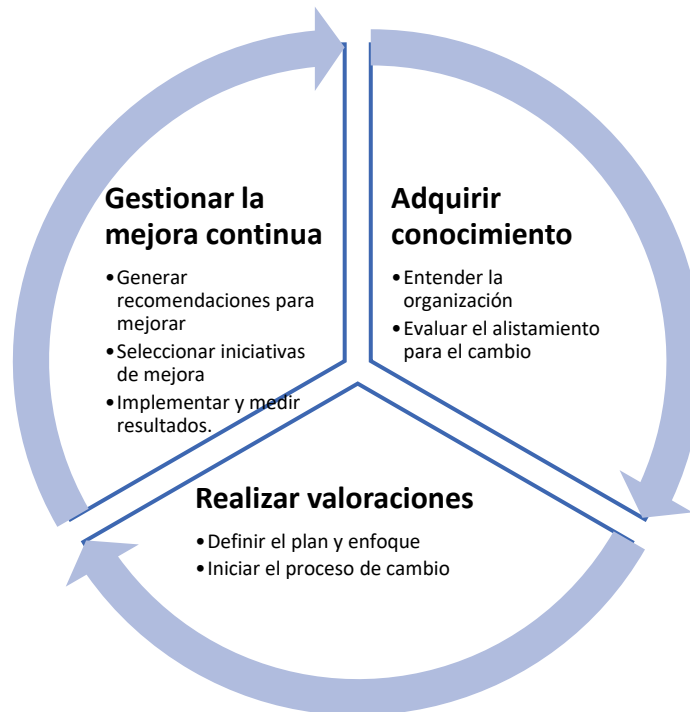 Gestionar la
mejora continua
•Generar
recomendaciones para
mejorar
•Seleccionar iniciativas
de mejora
•Implementar y medir
resultados.
Adquirir
conocimiento
•Entender la
organización
•Evaluar el alistamiento
para el cambio
Realizar valoraciones
•Definir el plan y enfoque
•Iniciar el proceso de cambio